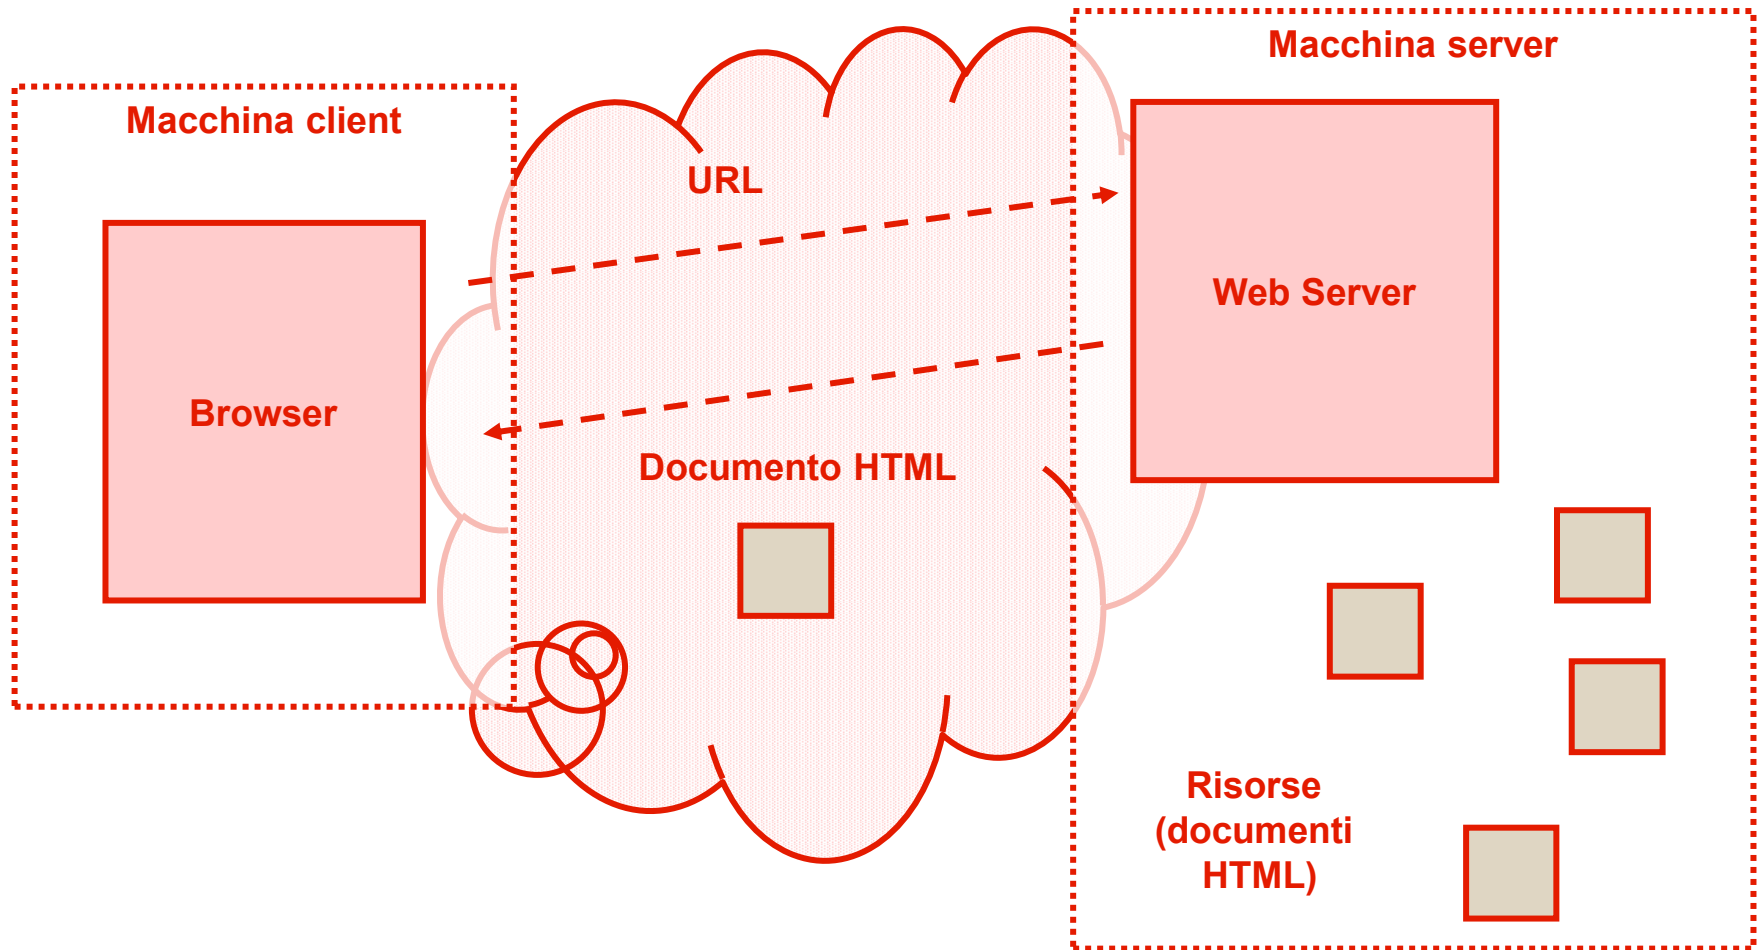 Macchina server
Macchina client
URL
Web Server
Browser
Documento HTML
Risorse
(documenti
HTML)